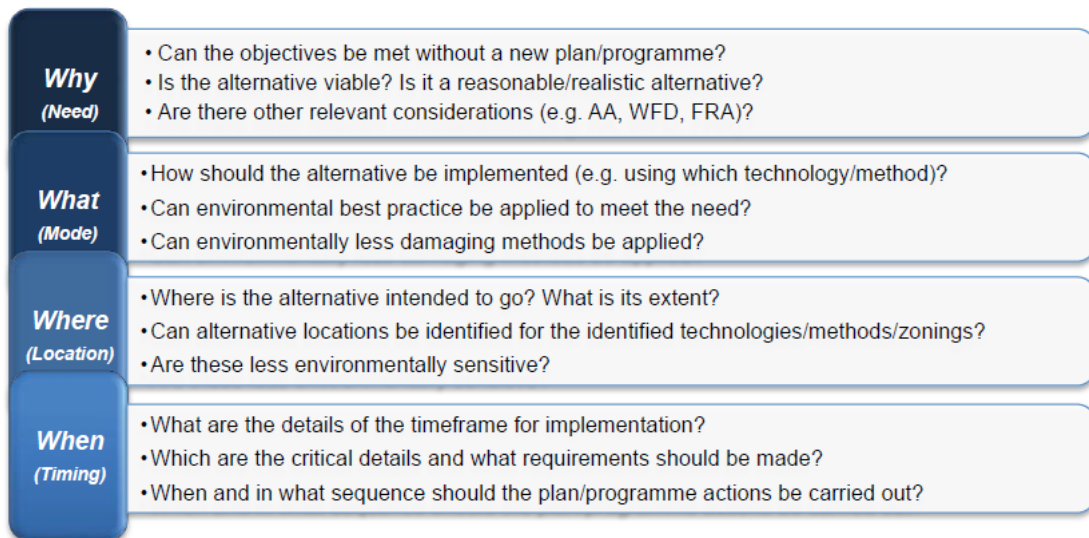 Why
(Need)
• Can the objectives be met without a new plan/programme?
• Is the alternative viable? Is it a reasonable/realistic alternative?
• Are there other relevant considerations (e.g. AA, WFD, FRA)?
What
(Mode)
• How should the alternative be implemented (e.g. using which technology/method)?
• Can environmental best practice be applied to meet the need?
• Can environmentally less damaging methods be applied?
Where
(Location)
• Where is the alternative intended to go? What is its extent?
• Can alternative locations be identified for the identified technologies/methods/zonings?
• Are these less environmentally sensitive?
When
(Timing)
• What are the details of the timeframe for implementation?
• Which are the critical details and what requirements should be made?
• When and in what sequence should the plan/programme actions be carried out?